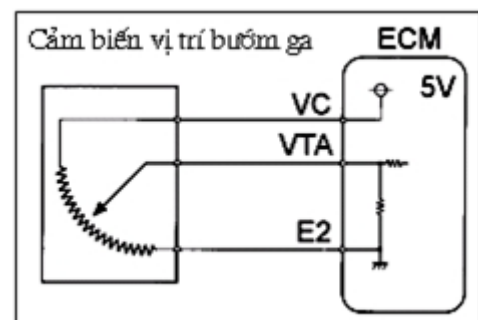 Cảm biến vị trí bướm ga
ECM
5V
VC
VTA
E2